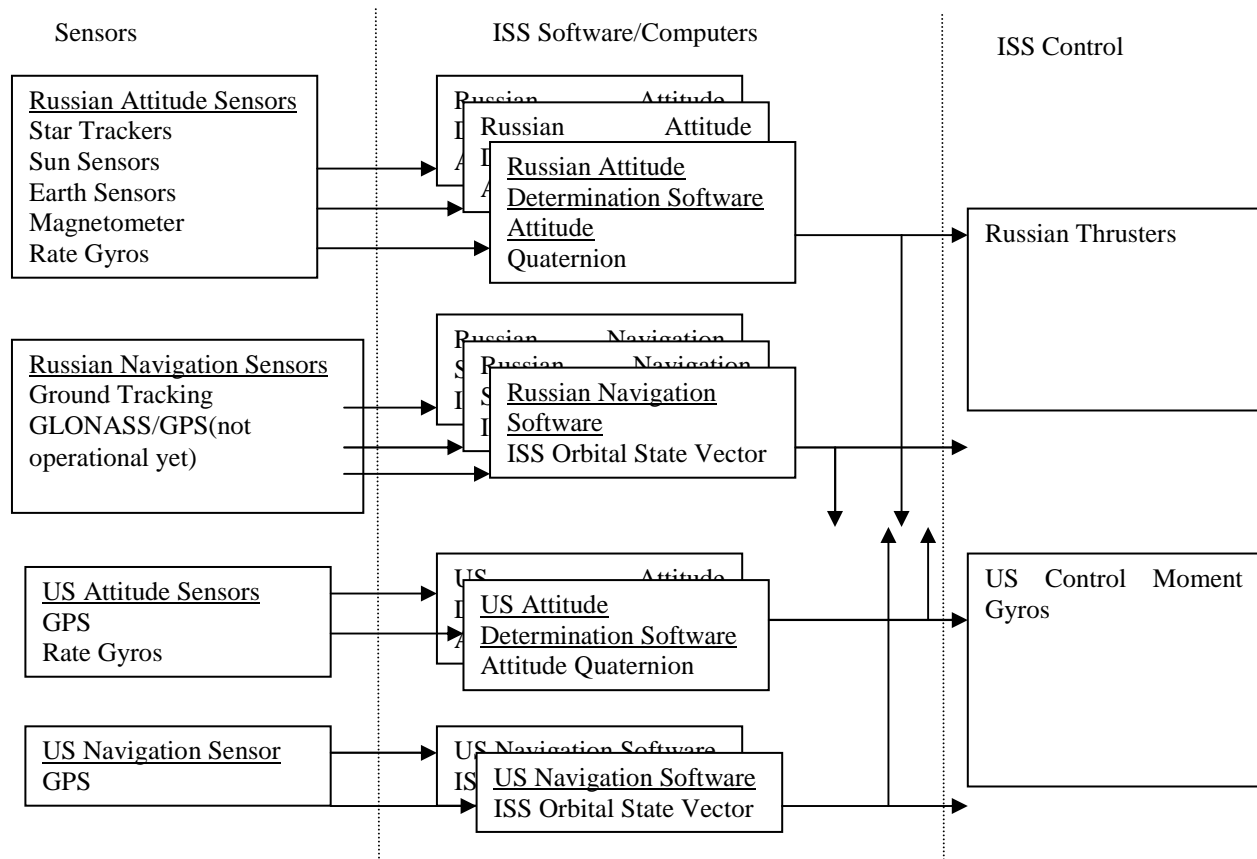 Sensors
ISS Software/Computers
ISS Control
Russian Attitude Sensors
Star Trackers
Sun Sensors
Earth Sensors
Magnetometer
Rate Gyros
Russian Attitude
Russian Attitude
Russian Attitude
Determination Software
Attitude
Quaternion
Russian Thrusters
Russian Navigation Sensors
Ground Tracking
GLONASS/GPS(not
operational yet)
Russian Navigation
Russian Navigation
Russian Navigation
Software
ISS Orbital State Vector
US Attitude Sensors
GPS
Rate Gyros
US Attitude
US Attitude
Determination Software
Attitude Quaternion
US Control Moment
Gyros
US Navigation Sensor
GPS
US Navigation Software
US Navigation Software
ISS Orbital State Vector